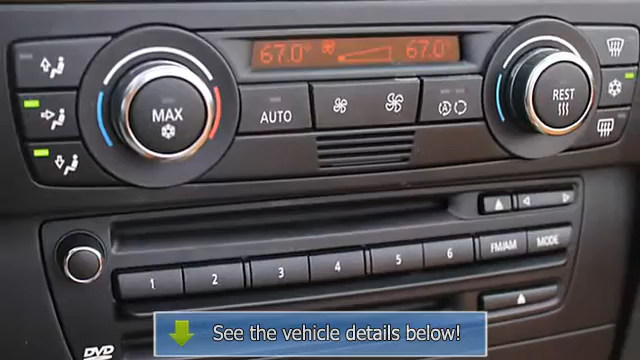 67.0° 67.0°
MAX
AUTO
REST
1 2 3 4 5 6 FM/AM MODE
DVD
See the vehicle details below!